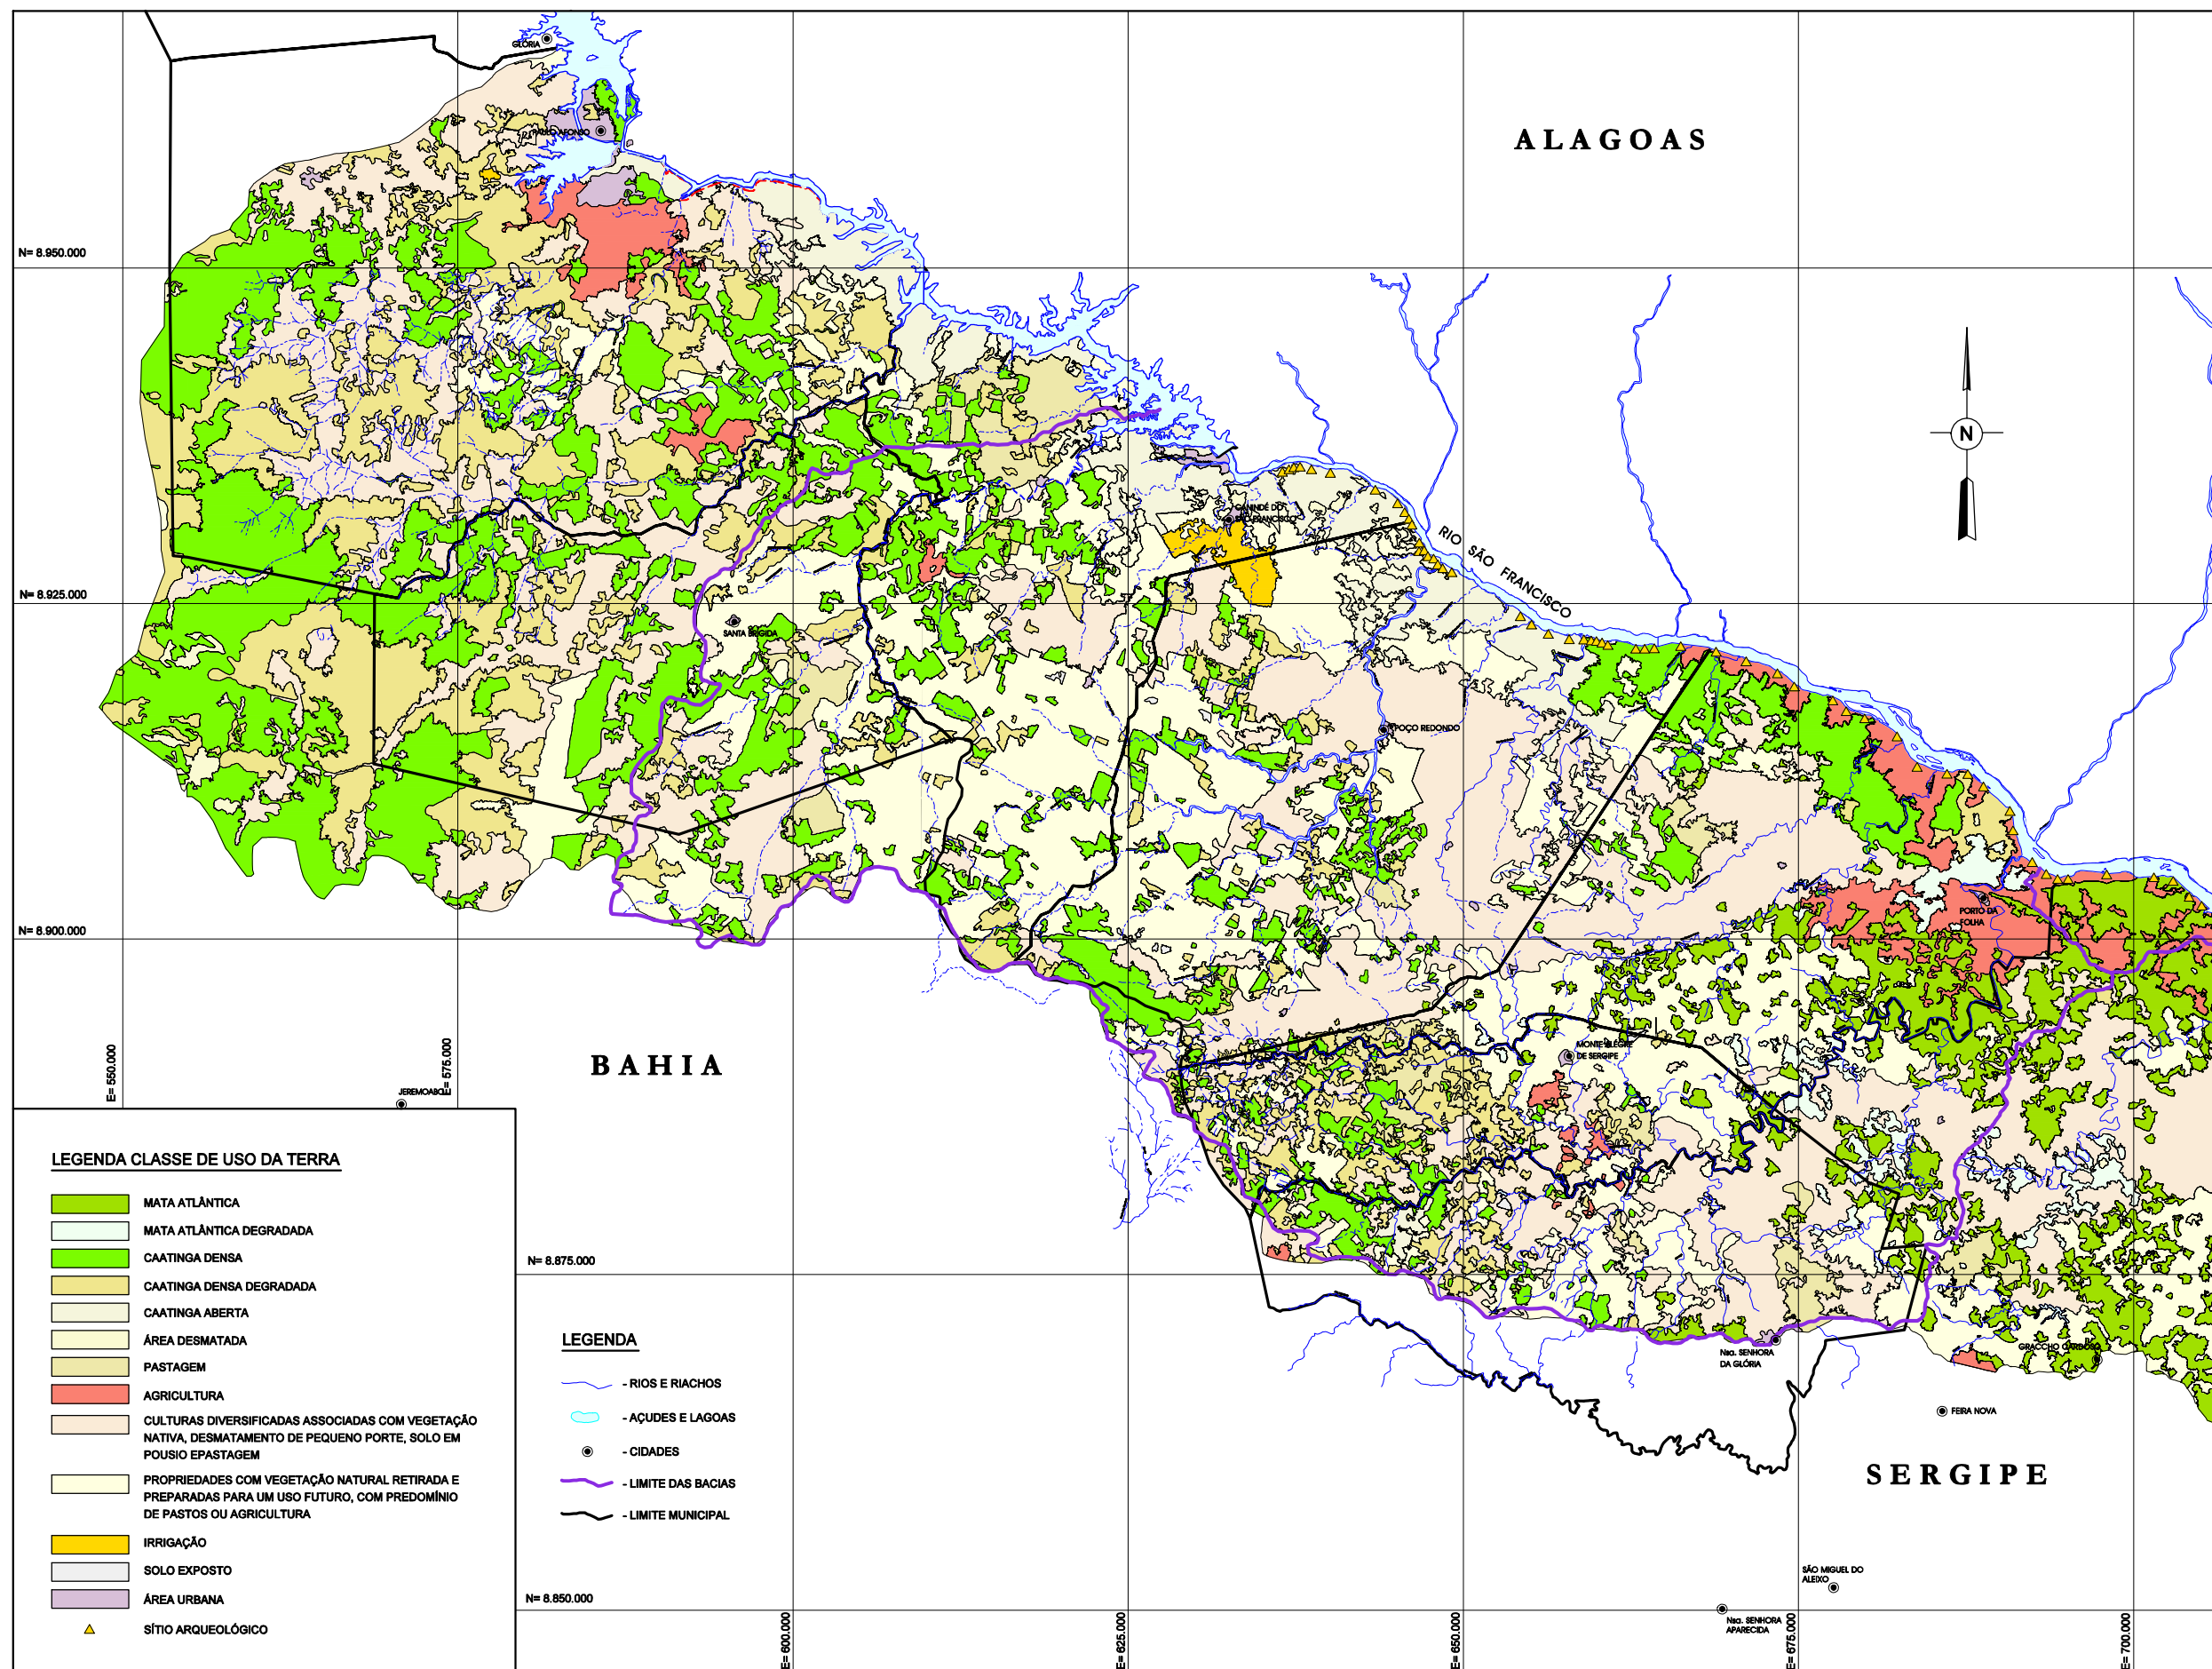 GLÓRIA
PAULO AFONSO
ALAGOAS
N= 8.950.000
N
CANINDÉ DO
SÃO FRANCISCO
RIO SÃO FRANCISCO
N= 8.925.000
SANTA BRÍGIDA
POÇO REDONDO
PORTO DA
FOLHA
N= 8.900.000
E= 550.000
E= 575.000
BAHIA
MONTE ALEGRE
DE SERGIPE
LEGENDA CLASSE DE USO DA TERRA
MATA ATLÂNTICA
MATA ATLÂNTICA DEGRADADA
CAATINGA DENSA
CAATINGA DENSA DEGRADADA
CAATINGA ABERTA
ÁREA DESMATADA
PASTAGEM
AGRICULTURA
CULTURAS DIVERSIFICADAS ASSOCIADAS COM VEGETAÇÃO
NATIVA, DESMATAMENTO DE PEQUENO PORTE, SOLO EM
POUSIO EPASTAGEM
PROPRIEDADES COM VEGETAÇÃO NATURAL RETIRADA E
PREPARADAS PARA UM USO FUTURO, COM PREDOMÍNIO
DE PASTOS OU AGRICULTURA
IRRIGAÇÃO
SOLO EXPOSTO
ÁREA URBANA
SÍTIO ARQUEOLÓGICO
N= 8.875.000
LEGENDA
- RIOS E RIACHOS
- AÇUDES E LAGOAS
- CIDADES
- LIMITE DAS BACIAS
- LIMITE MUNICIPAL
Nsa. SENHORA
DA GLÓRIA
GRACCHO CARDOSO
FEIRA NOVA
SERGIPE
SÃO MIGUEL DO
ALEIXO
N= 8.850.000
Nsa. SENHORA
APARECIDA
E= 600.000
E= 625.000
E= 650.000
E= 675.000
E= 700.000